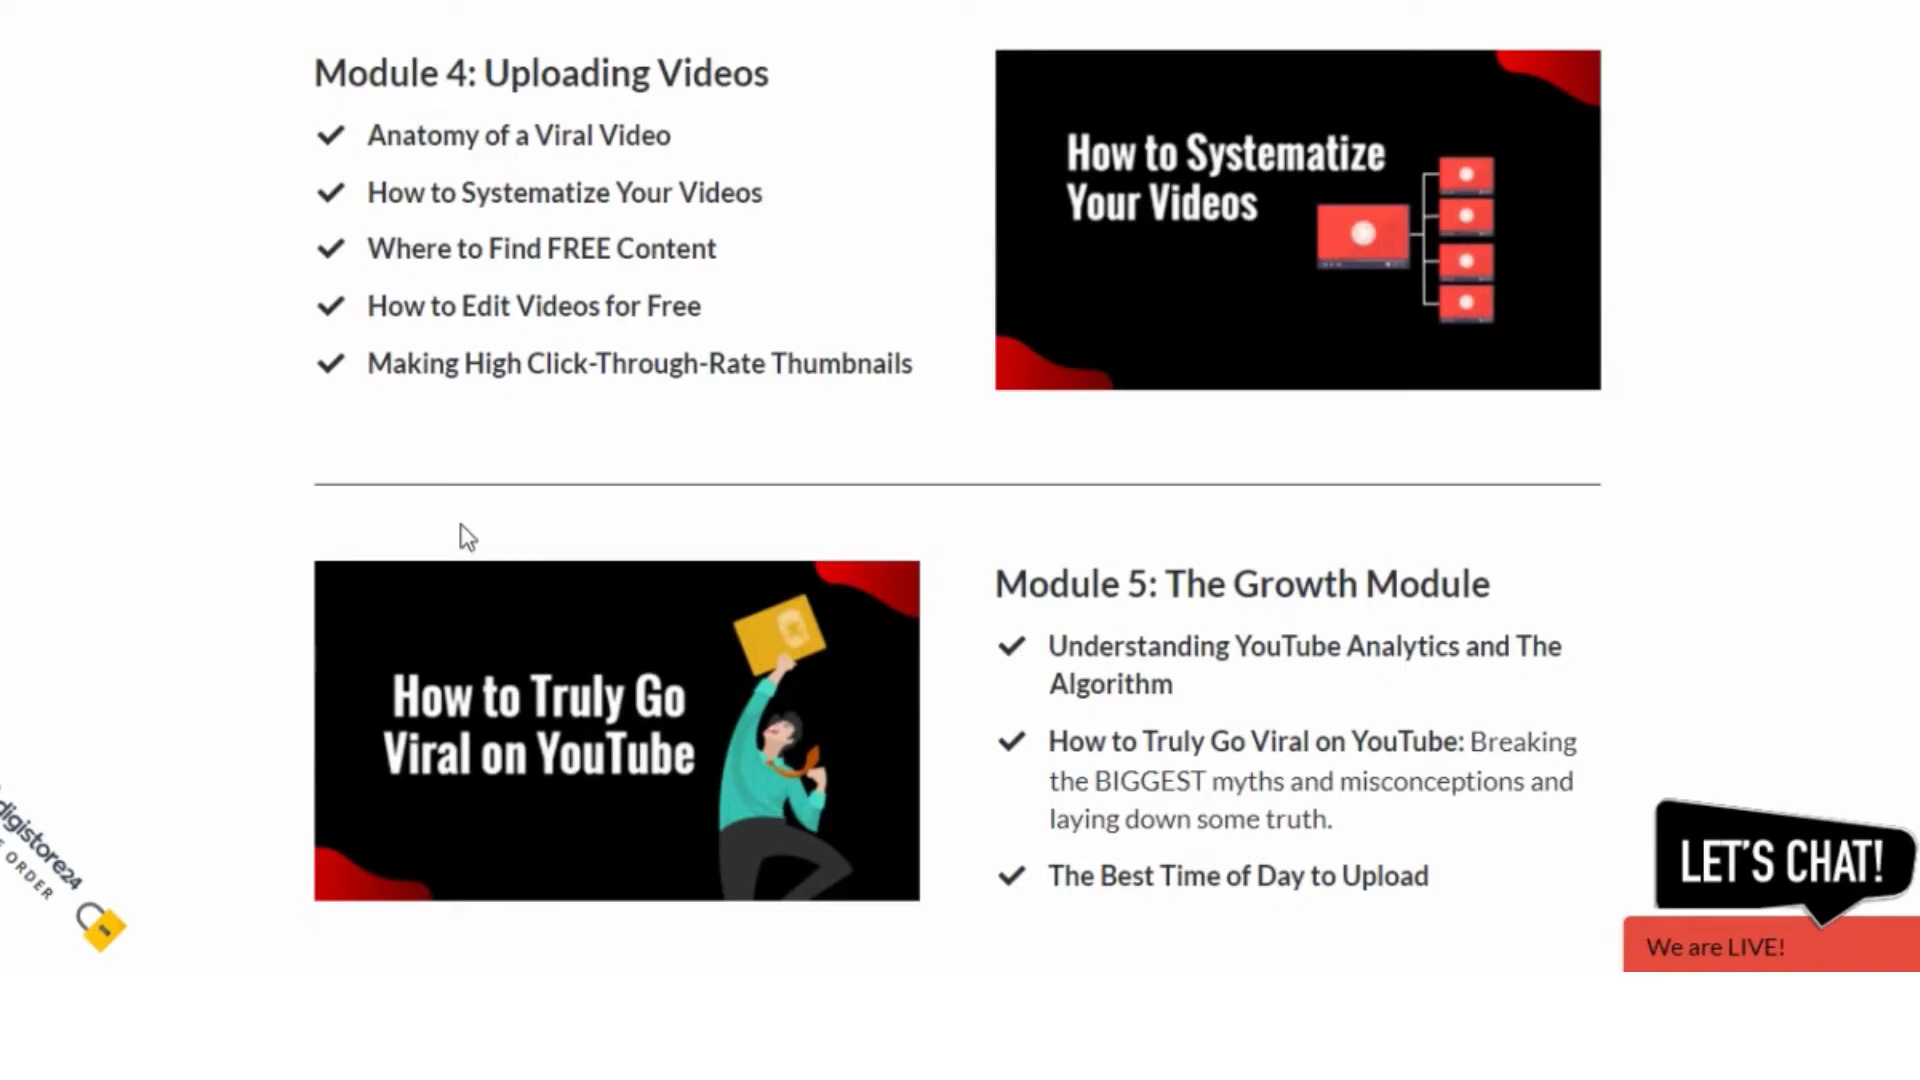 Module 4: Uploading Videos
Anatomy of a Viral Video
How to Systematize Your Videos
Where to Find FREE Content
How to Edit Videos for Free
Making High Click-Through-Rate Thumbnails
How to Systematize
Your Videos
How to Truly Go
Viral on YouTube
Module 5: The Growth Module
Understanding YouTube Analytics and The
Algorithm
How to Truly Go Viral on YouTube: Breaking
the BIGGEST myths and misconceptions and
laying down some truth.
The Best Time of Day to Upload
digistore24
ORDER
LET'S CHAT!
We are LIVE!